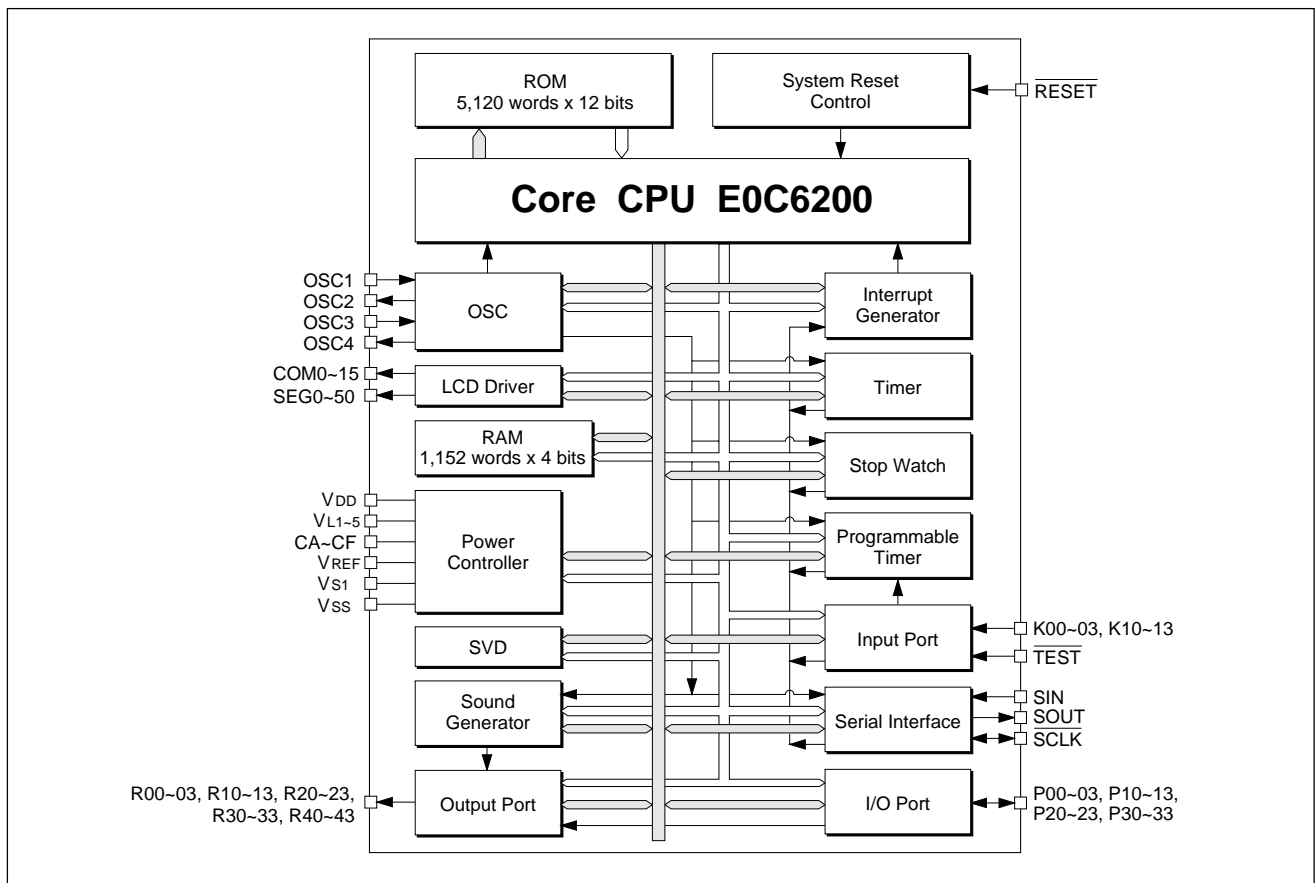 ROM
5,120 words x 12 bits
System Reset
Control
RESET
Core CPU E0C6200
OSC1
OSC2
OSC3
OSC4
OSC
Interrupt
Generator
COM0~15
SEG0~50
LCD Driver
Timer
RAM
1,152 words x 4 bits
Stop Watch
VDD
VL1~5
CA~CF
VREF
VS1
VSS
Power
Controller
Programmable
Timer
SVD
Input Port
K00~03, K10~13
TEST
Sound
Generator
Serial Interface
SIN
SOUT
SCLK
R00~03, R10~13, R20~23,
R30~33, R40~43
Output Port
I/O Port
P00~03, P10~13,
P20~23, P30~33